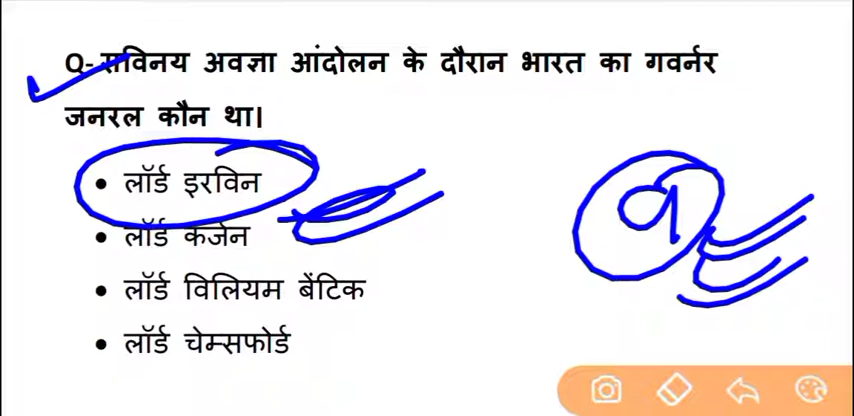 Q- सविनय अवज्ञा आंदोलन के दौरान भारत का गवर्नर
जनरल कौन था।
• लॉर्ड इरविन
• लॉर्ड कर्जन
• लॉर्ड विलियम बेंटिक
• लॉर्ड चेम्सफोर्ड
a